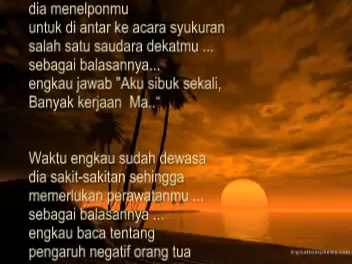 dia menelponmu
untuk di antar ke acara syukuran
salah satu saudara dekatmu ...
sebagai balasannya...
engkau jawab "Aku sibuk sekali,
Banyak kerjaan  Ma.."
Waktu engkau sudah dewasa
dia sakit-sakitan sehingga
memerlukan perawatanmu ...
sebagai balasannya ...
engkau baca tentang
pengaruh negatif orang tua